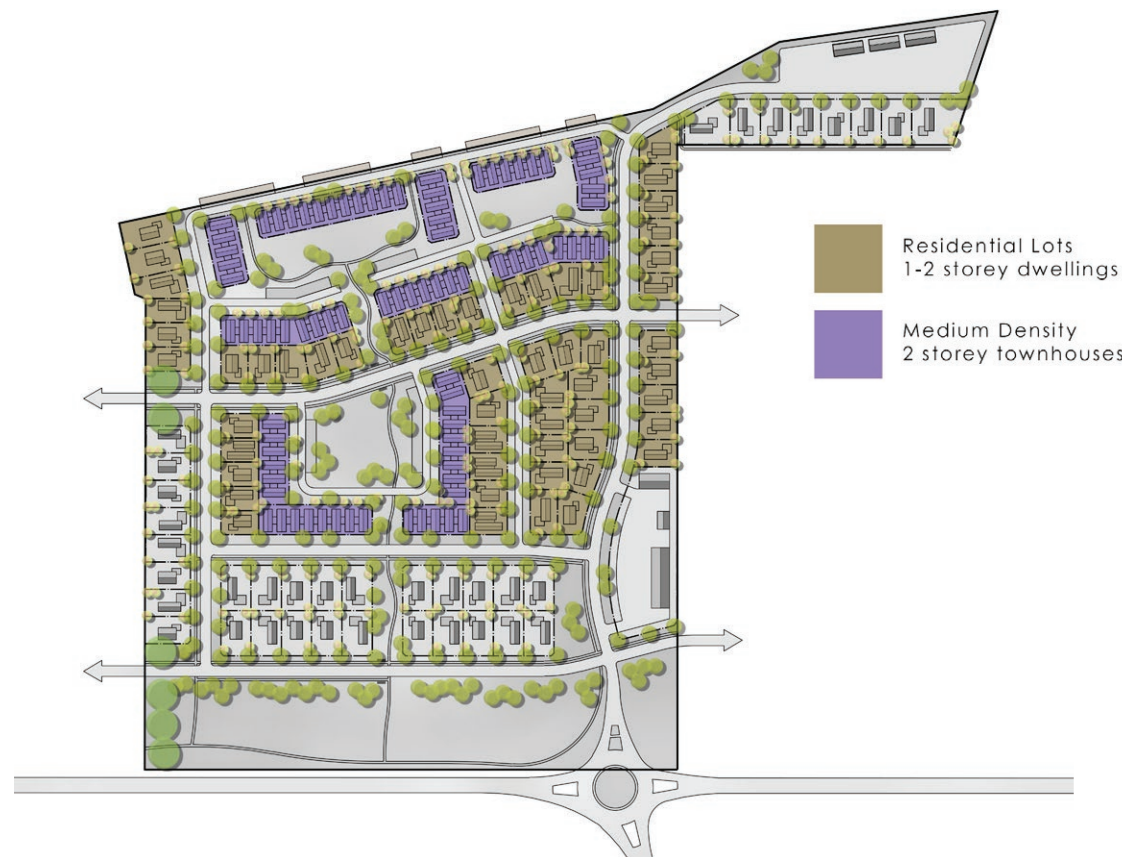 Residential Lots
1-2 storey dwellings
Medium Density
2 storey townhouses